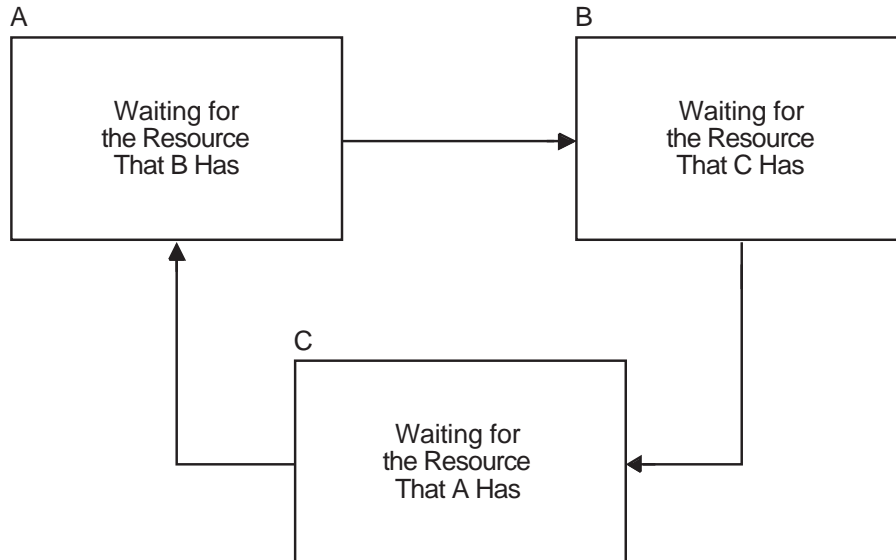 A
Waiting for
the Resource
That B Has
B
Waiting for
the Resource
That C Has
C
Waiting for
the Resource
That A Has